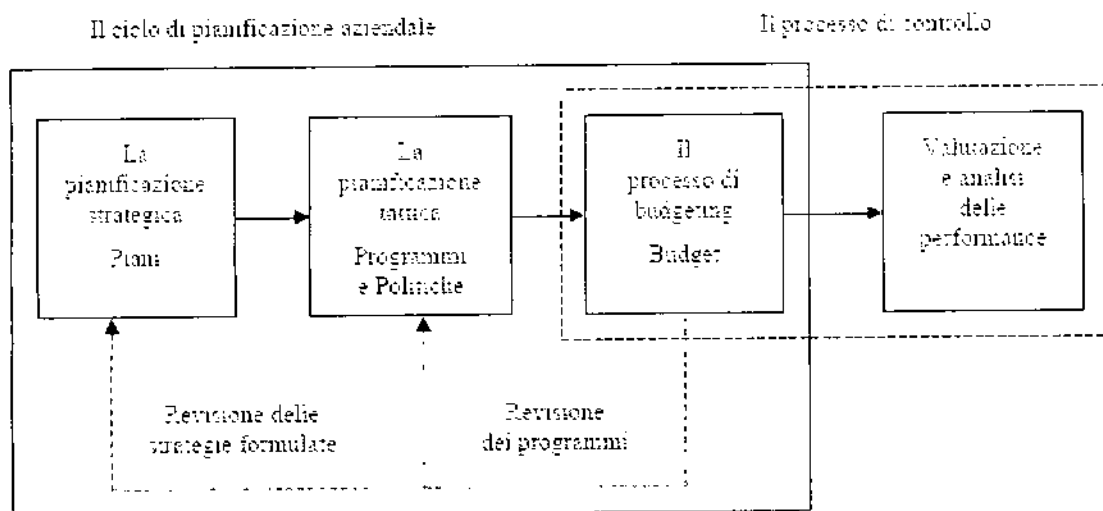 Il ciclo di pianificazione aziendale
Il processo di controllo
La
pianificazione
strategica
Piani
La
pianificazione
tattica
Programmi
e Politiche
Il
processo di
budgeting
Budget
Valutazione
e analisi
delle
performance
Revisione delle
strategie formulate
Revisione
dei programmi